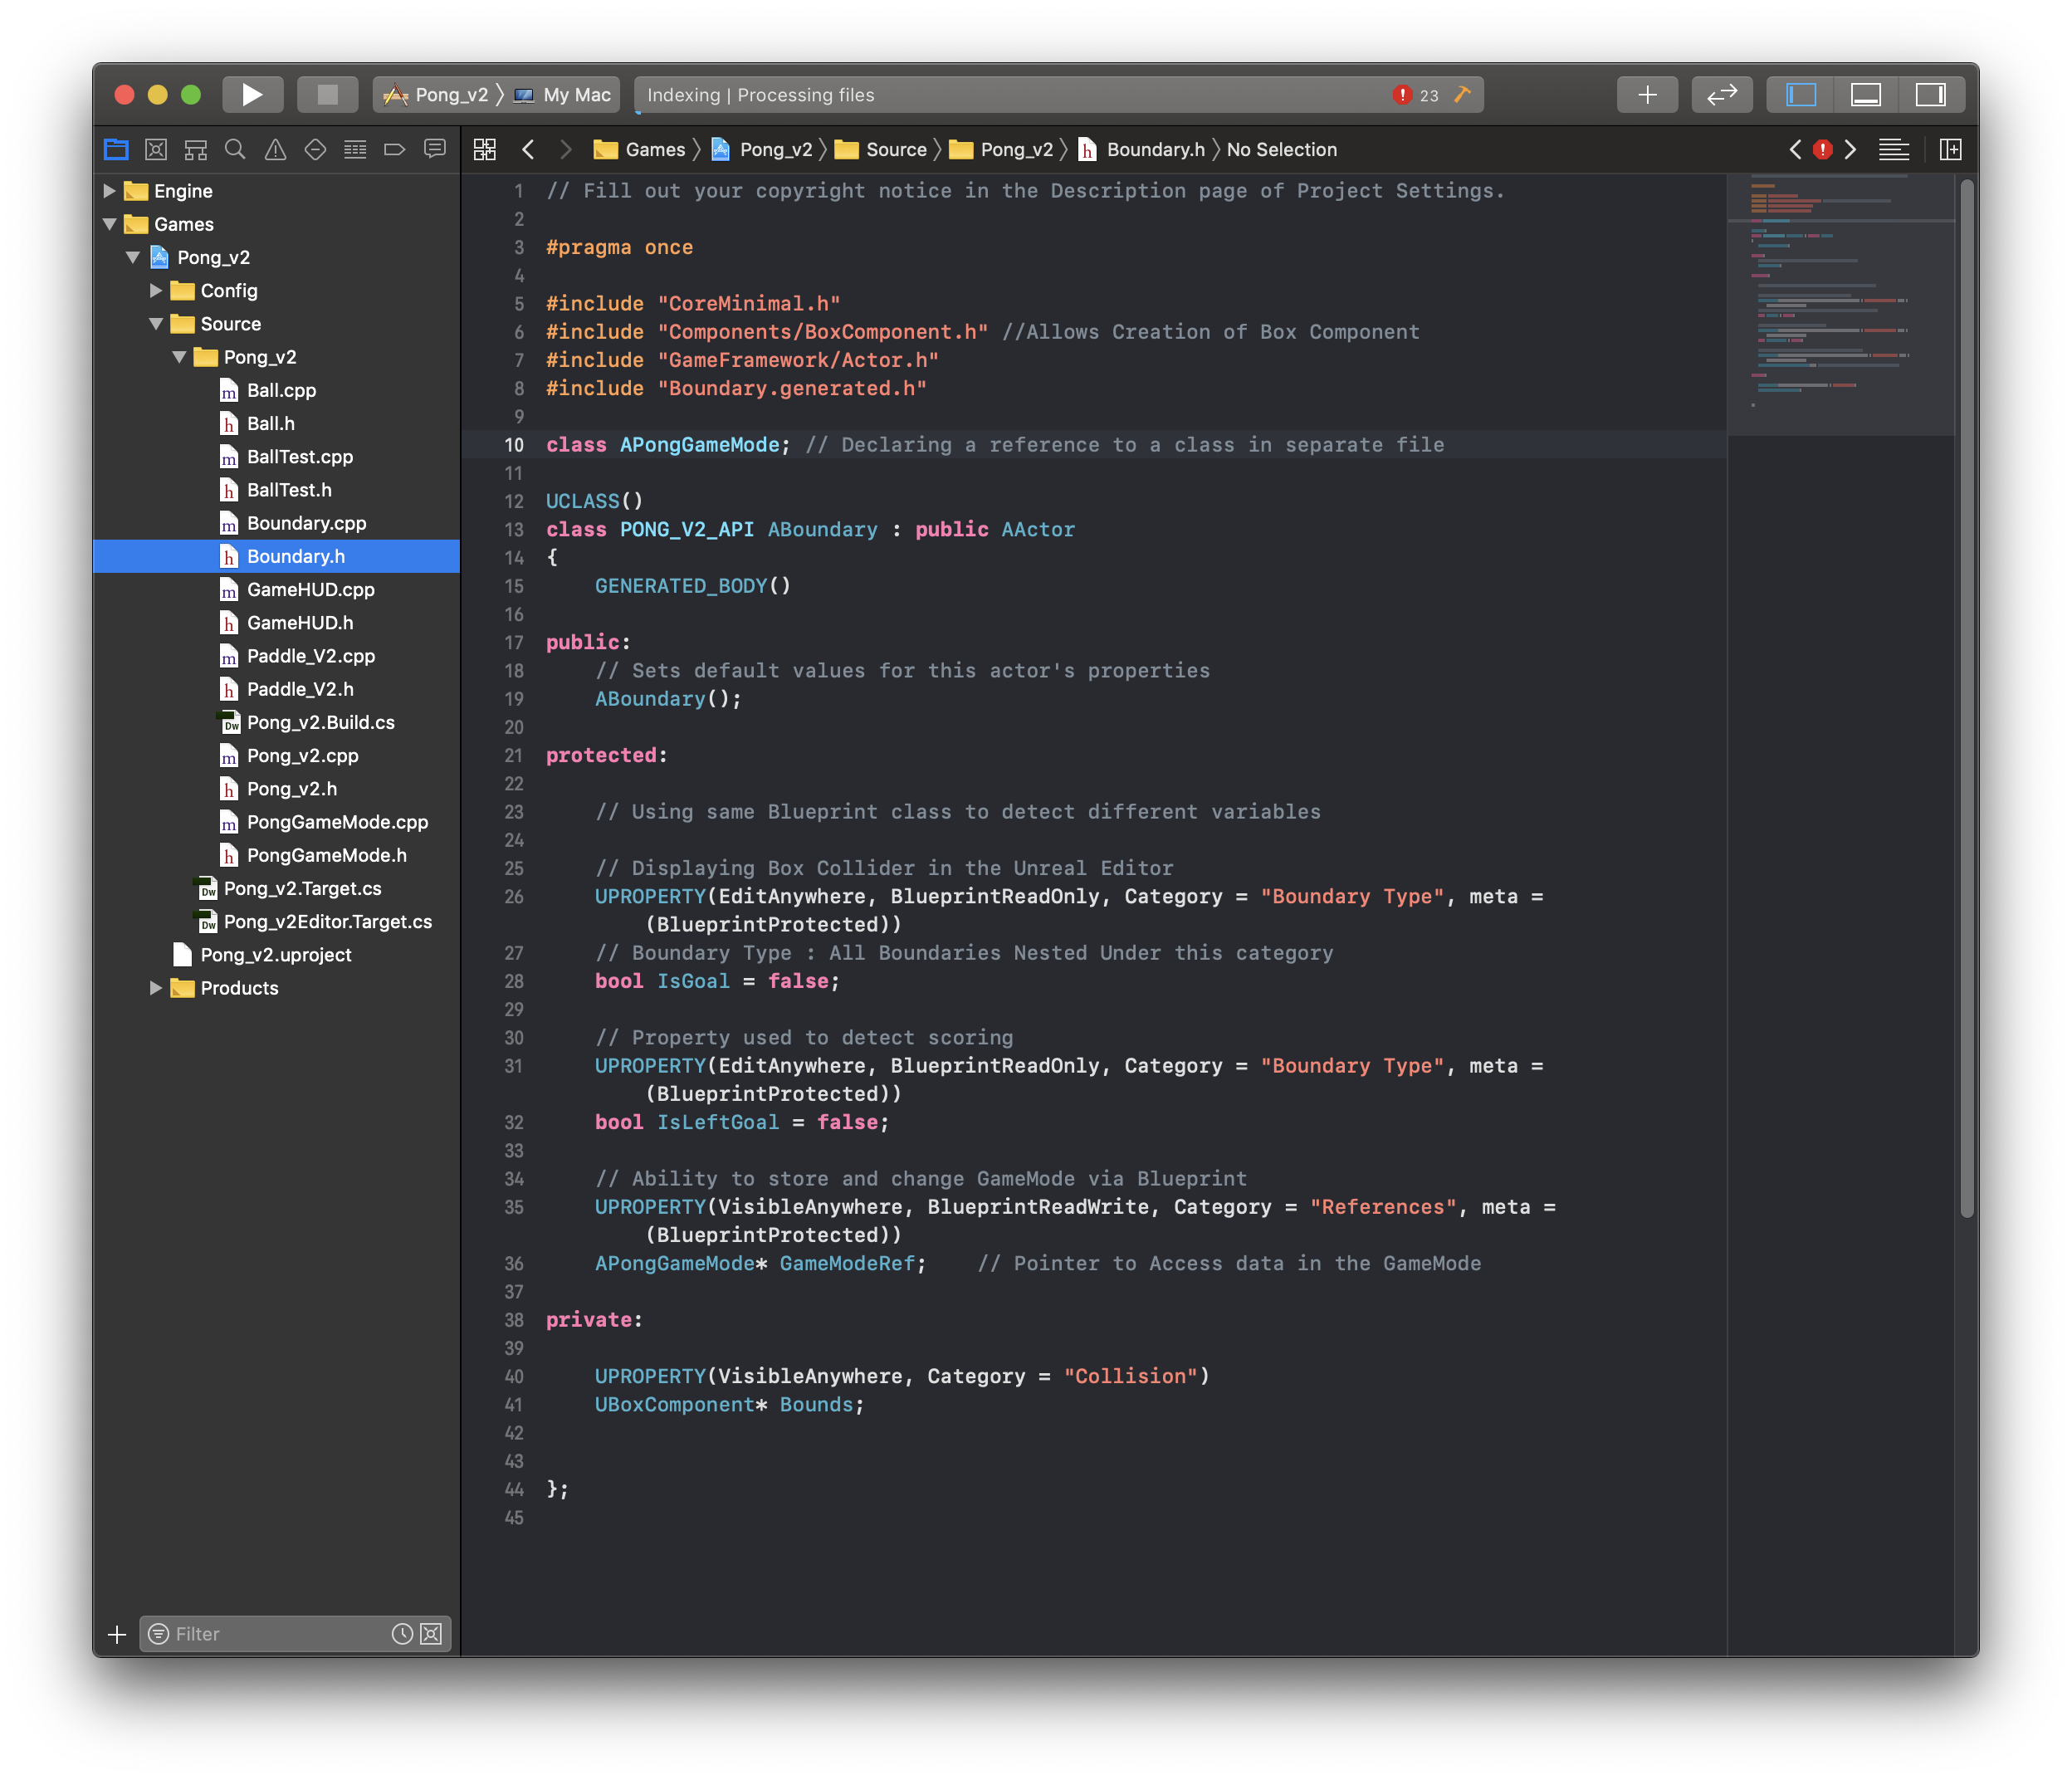 Pong_v2 〉 My Mac
Indexing | Processing files
23
Games 〉 Pong_v2 〉 Source 〉 Pong_v2 〉 h Boundary.h 〉 No Selection
Engine
Games
Pong_v2
Config
Source
Pong_v2
m Ball.cpp
h Ball.h
m BallTest.cpp
h BallTest.h
m Boundary.cpp
h Boundary.h
m GameHUD.cpp
h GameHUD.h
m Paddle_V2.cpp
h Paddle_V2.h
Dw Pong_v2.Build.cs
m Pong_v2.cpp
h Pong_v2.h
m PongGameMode.cpp
h PongGameMode.h
Dw Pong_v2.Target.cs
Dw Pong_v2Editor.Target.cs
Pong_v2.uproject
Products
Filter
1 // Fill out your copyright notice in the Description page of Project Settings.
2
3 #pragma once
4
5 #include "CoreMinimal.h"
6 #include "Components/BoxComponent.h" //Allows Creation of Box Component
7 #include "GameFramework/Actor.h"
8 #include "Boundary.generated.h"
9
10 class APongGameMode; // Declaring a reference to a class in separate file
11
12 UCLASS()
13 class PONG_V2_API ABoundary : public AActor
14 {
15 GENERATED_BODY()
16
17 public:
18 // Sets default values for this actor's properties
19 ABoundary();
20
21 protected:
22
23 // Using same Blueprint class to detect different variables
24
25 // Displaying Box Collider in the Unreal Editor
26 UPROPERTY(EditAnywhere, BlueprintReadOnly, Category = "Boundary Type", meta =
(BlueprintProtected))
27 // Boundary Type : All Boundaries Nested Under this category
28 bool IsGoal = false;
29
30 // Property used to detect scoring
31 UPROPERTY(EditAnywhere, BlueprintReadOnly, Category = "Boundary Type", meta =
(BlueprintProtected))
32 bool IsLeftGoal = false;
33
34 // Ability to store and change GameMode via Blueprint
35 UPROPERTY(VisibleAnywhere, BlueprintReadWrite, Category = "References", meta =
(BlueprintProtected))
36 APongGameMode* GameModeRef; // Pointer to Access data in the GameMode
37
38 private:
39
40 UPROPERTY(VisibleAnywhere, Category = "Collision")
41 UBoxComponent* Bounds;
42
43
44 };
45